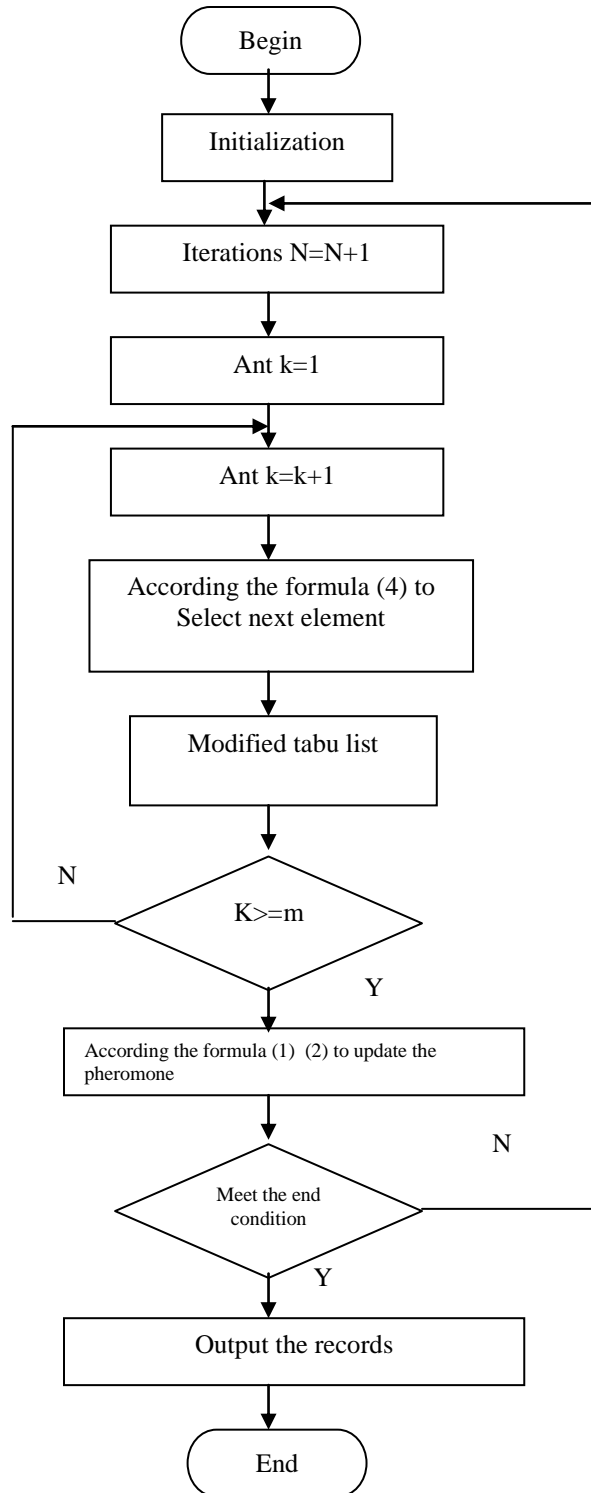 Begin
Initialization
Iterations N=N+1
Ant k=1
Ant k=k+1
According the formula (4) to
Select next element
Modified tabu list
N
K>=m
Y
According the formula (1) (2) to update the
pheromone
N
Meet the end
condition
Y
Output the records
End